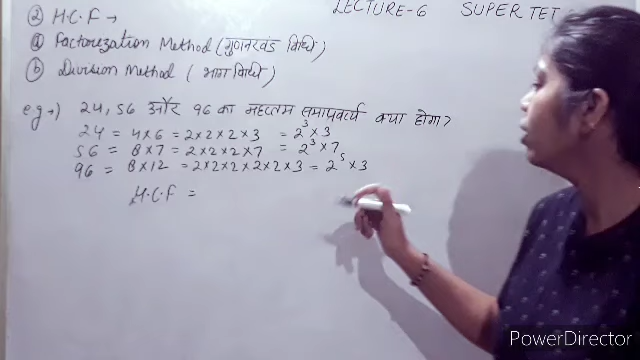 LECTURE-6 SUPER TET
② H.C.F →
ⓐ Factorization Method (गुणनखंड विधि)
ⓑ Division Method (भाग विधि)
e.g→) 24, 56 और 96 का महत्तम समापवर्त्य क्या होगा?
24 = 4×6 = 2×2×2×3 = 2³×3
56 = 8×7 = 2×2×2×7 = 2³×7
96 = 8×12 = 2×2×2×2×2×3 = 2⁵×3
H.C.F =
PowerDirector